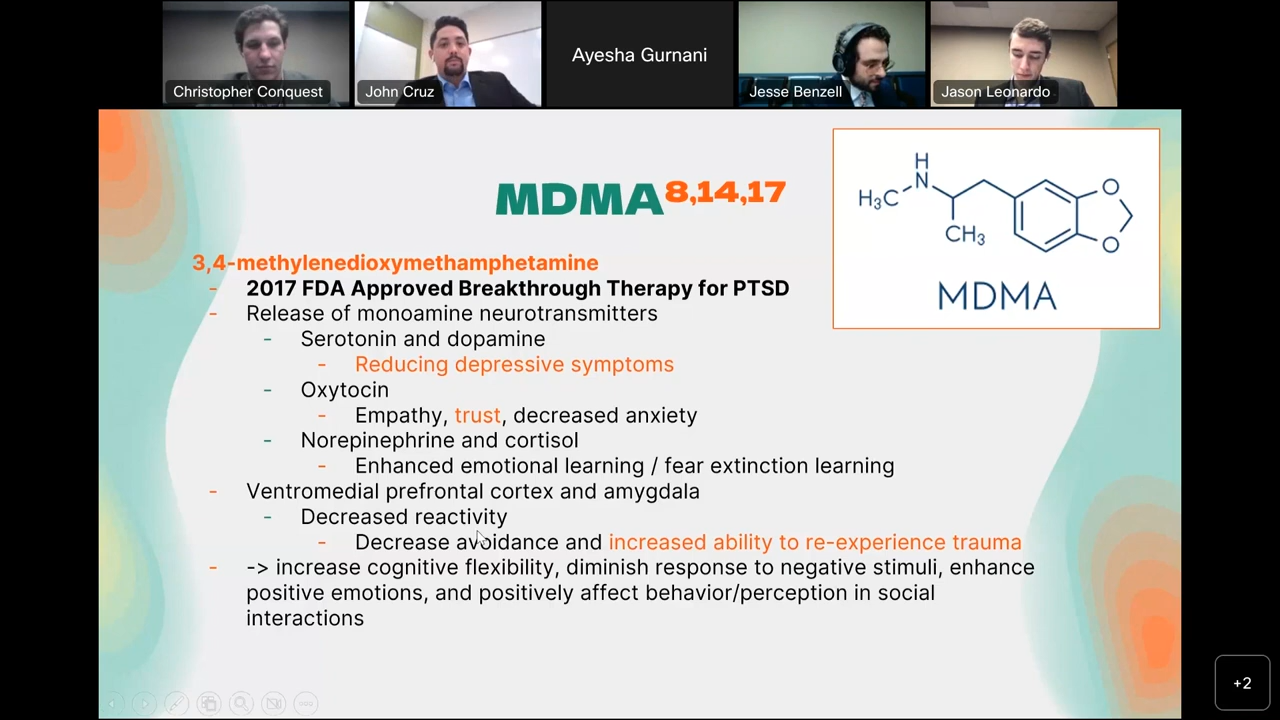 Christopher Conquest
John Cruz
Ayesha Gurnani
Jesse Benzell
Jason Leonardo
MDMA8,14,17
H
N
H₃C
CH₃
O
O
MDMA
3,4-methylenedioxymethamphetamine
- 2017 FDA Approved Breakthrough Therapy for PTSD
- Release of monoamine neurotransmitters
- Serotonin and dopamine
- Reducing depressive symptoms
- Oxytocin
- Empathy, trust, decreased anxiety
- Norepinephrine and cortisol
- Enhanced emotional learning / fear extinction learning
- Ventromedial prefrontal cortex and amygdala
- Decreased reactivity
- Decrease avoidance and increased ability to re-experience trauma
- -> increase cognitive flexibility, diminish response to negative stimuli, enhance
positive emotions, and positively affect behavior/perception in social
interactions
+2